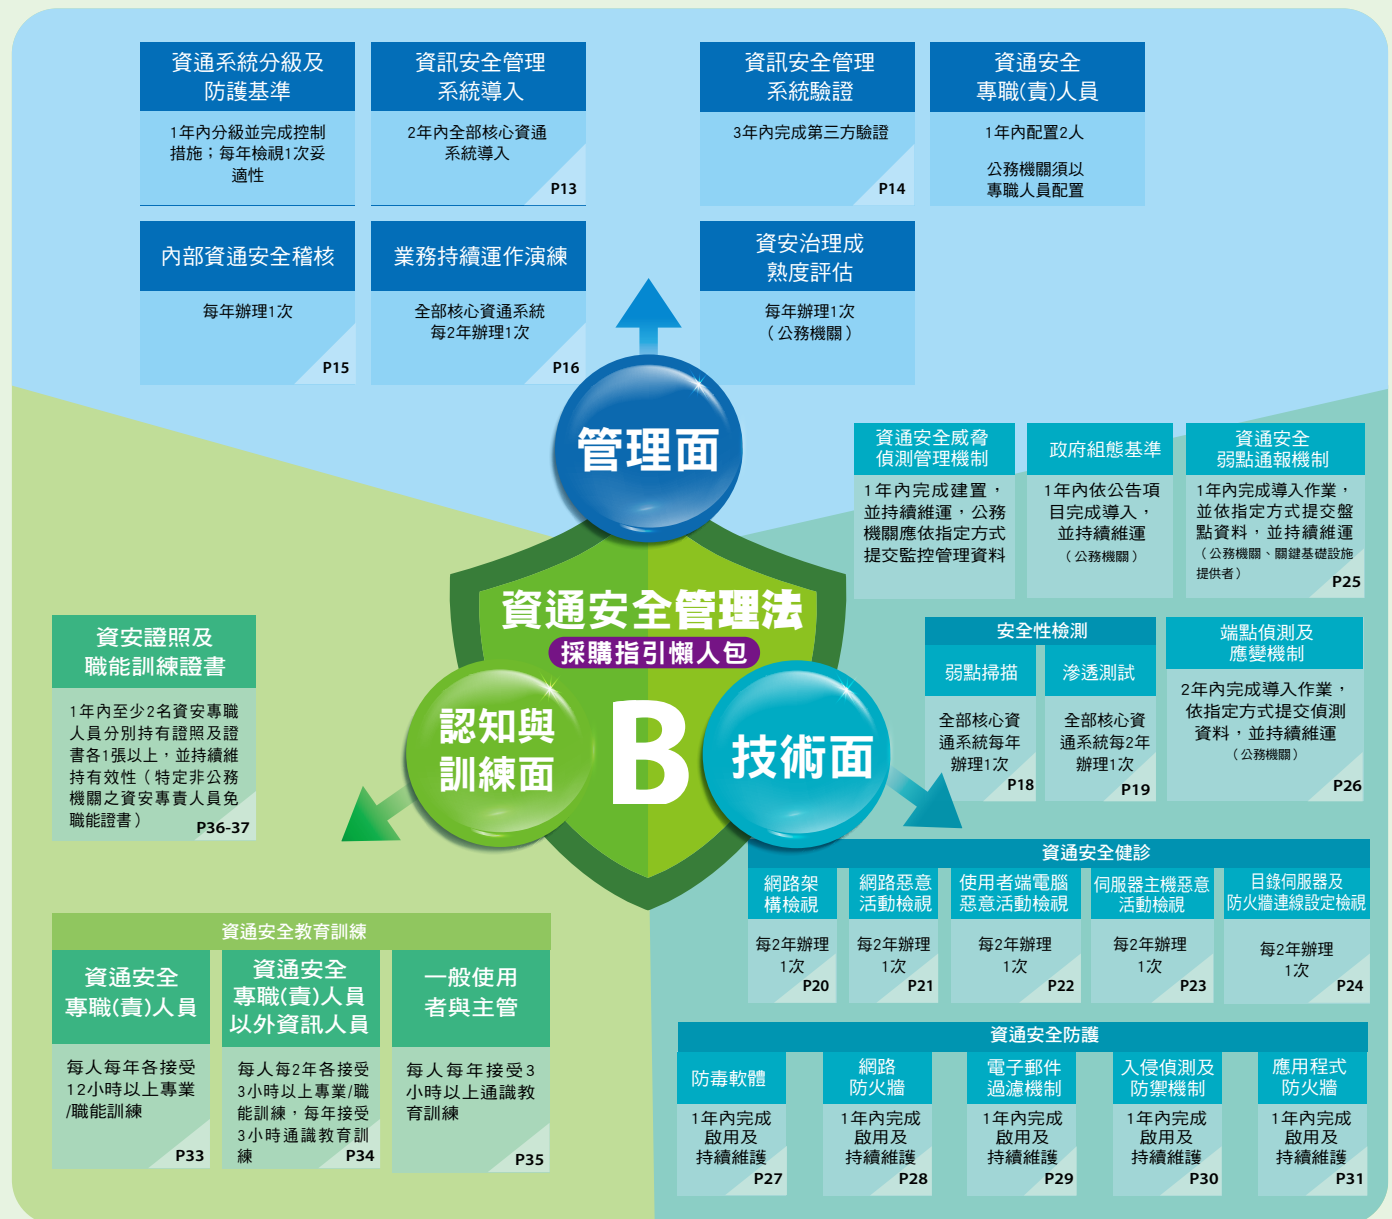 資通系統分級及
防護基準
1年內分級並完成控制
措施；每年檢視1次妥
適性
資訊安全管理
系統導入
2年內全部核心資通
系統導入
P13
資訊安全管理
系統驗證
3年內完成第三方驗證
P14
資通安全
專職(責)人員
1年內配置2人
公務機關須以
專職人員配置
內部資通安全稽核
每年辦理1次
P15
業務持續運作演練
全部核心資通系統
每2年辦理1次
P16
資安治理成
熟度評估
每年辦理1次
（公務機關）
管理面
資通安全威脅
偵測管理機制
1年內完成建置，
並持續維運，公務
機關應依指定方式
提交監控管理資料
政府組態基準
1年內依公告項
目完成導入，
並持續維運
（公務機關）
資通安全
弱點通報機制
1年內完成導入作業，
並依指定方式提交盤
點資料，並持續維運
（公務機關、關鍵基礎設施
提供者）
P25
資通安全管理法
採購指引懶人包
B
認知與
訓練面
技術面
安全性檢測
弱點掃描
全部核心資
通系統每年
辦理1次
P18
滲透測試
全部核心資
通系統每2年
辦理1次
P19
端點偵測及
應變機制
2年內完成導入作業，
依指定方式提交偵測
資料，並持續維運
（公務機關）
P26
資安證照及
職能訓練證書
1年內至少2名資安專職
人員分別持有證照及證
書各1張以上，並持續維
持有效性（特定非公務
機關之資安專責人員免
職能證書）
P36-37
資通安全健診
網路架
構檢視
每2年辦理
1次
P20
網路惡意
活動檢視
每2年辦理
1次
P21
使用者端電腦
惡意活動檢視
每2年辦理
1次
P22
伺服器主機惡意
活動檢視
每2年辦理
1次
P23
目錄伺服器及
防火牆連線設定檢視
每2年辦理
1次
P24
資通安全教育訓練
資通安全
專職(責)人員
每人每年各接受
12小時以上專業
/職能訓練
P33
資通安全
專職(責)人員
以外資訊人員
每人每2年各接受
3小時以上專業/職
能訓練，每年接受
3小時通識教育訓
練
P34
一般使用
者與主管
每人每年接受3
小時以上通識教
育訓練
P35
資通安全防護
防毒軟體
1年內完成
啟用及
持續維護
P27
網路
防火牆
1年內完成
啟用及
持續維護
P28
電子郵件
過濾機制
1年內完成
啟用及
持續維護
P29
入侵偵測及
防禦機制
1年內完成
啟用及
持續維護
P30
應用程式
防火牆
1年內完成
啟用及
持續維護
P31